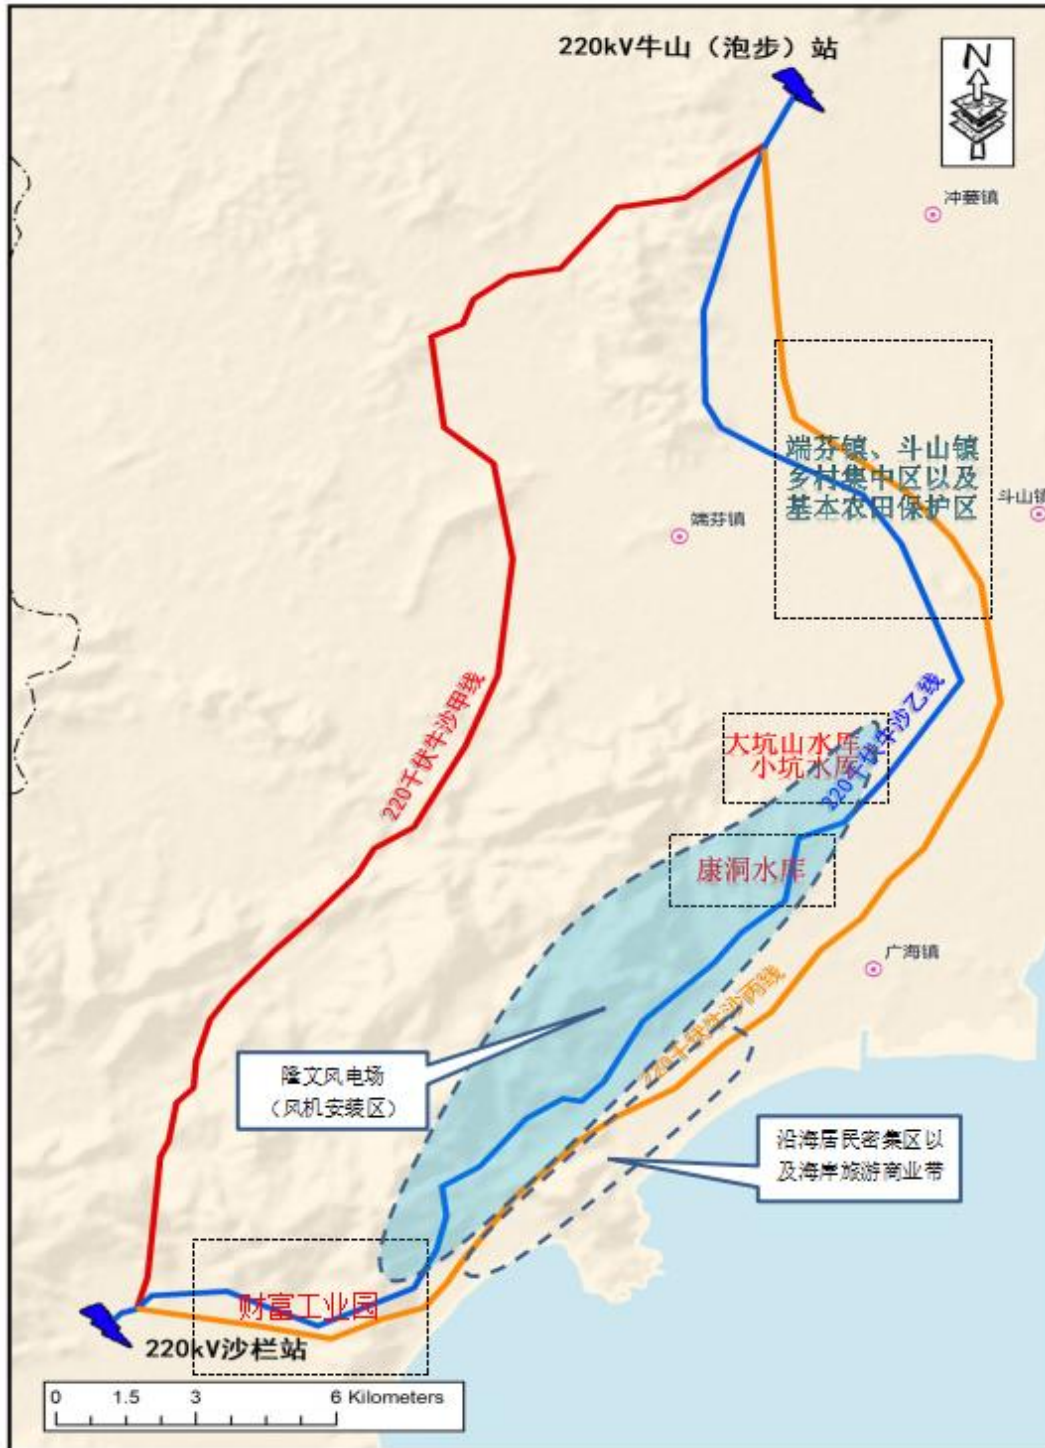 220kV牛山（泡步）站
N
冲蒌镇
端芬镇、斗山镇
乡村集中区以及
基本农田保护区
斗山镇
端芬镇
220千伏牛沙甲线
220千伏牛沙乙线
大坑山水库、
小坑水库
康洞水库
广海镇
220千伏牛沙丙线
隆文风电场
（风机安装区）
沿海居民密集区以
及海岸旅游商业带
财富工业园
220kV沙栏站
0 1.5 3 6 Kilometers